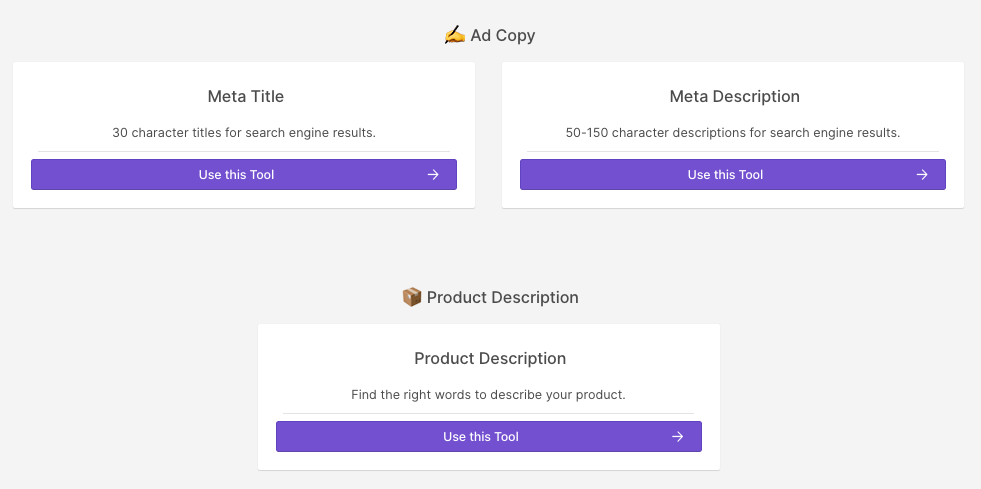 ✍️ Ad Copy
Meta Title
30 character titles for search engine results.
Use this Tool →
Meta Description
50-150 character descriptions for search engine results.
Use this Tool →
📦 Product Description
Product Description
Find the right words to describe your product.
Use this Tool →